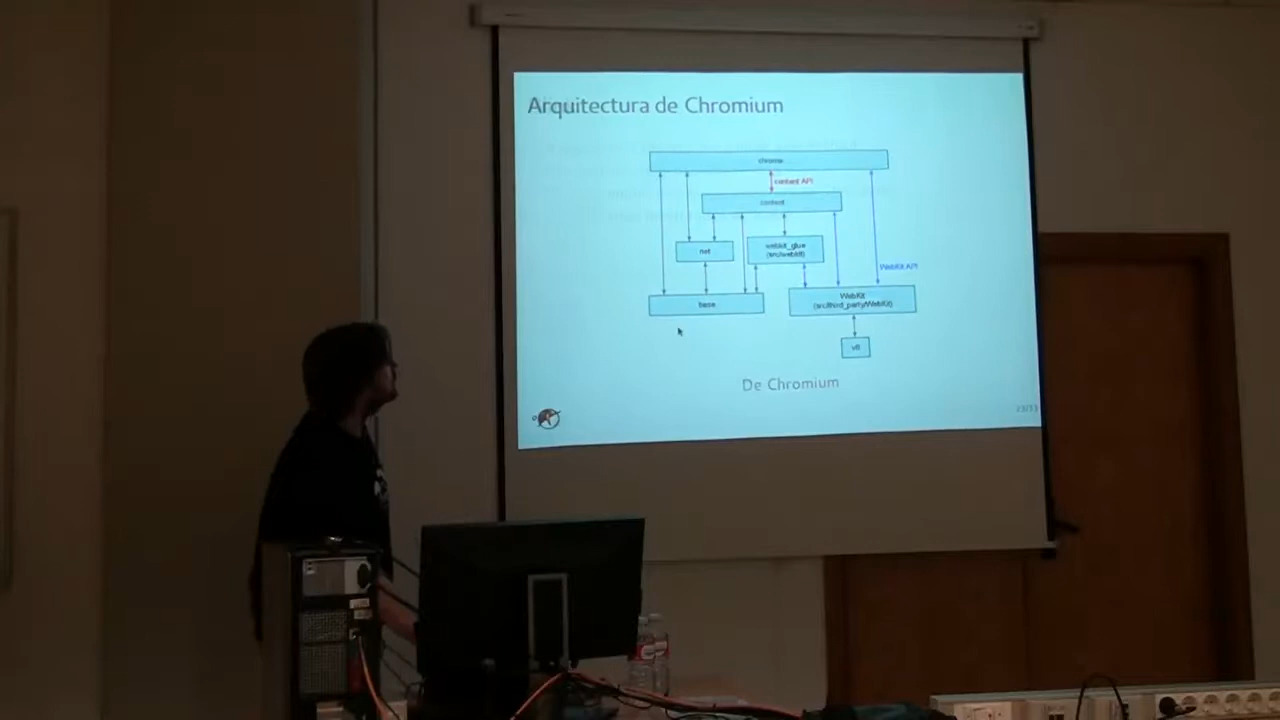 Arquitectura de Chromium
chrome
content API
content
net
webkit_glue
(src/webkit)
WebKit API
base
WebKit
(src/third_party/WebKit)
v8
De Chromium